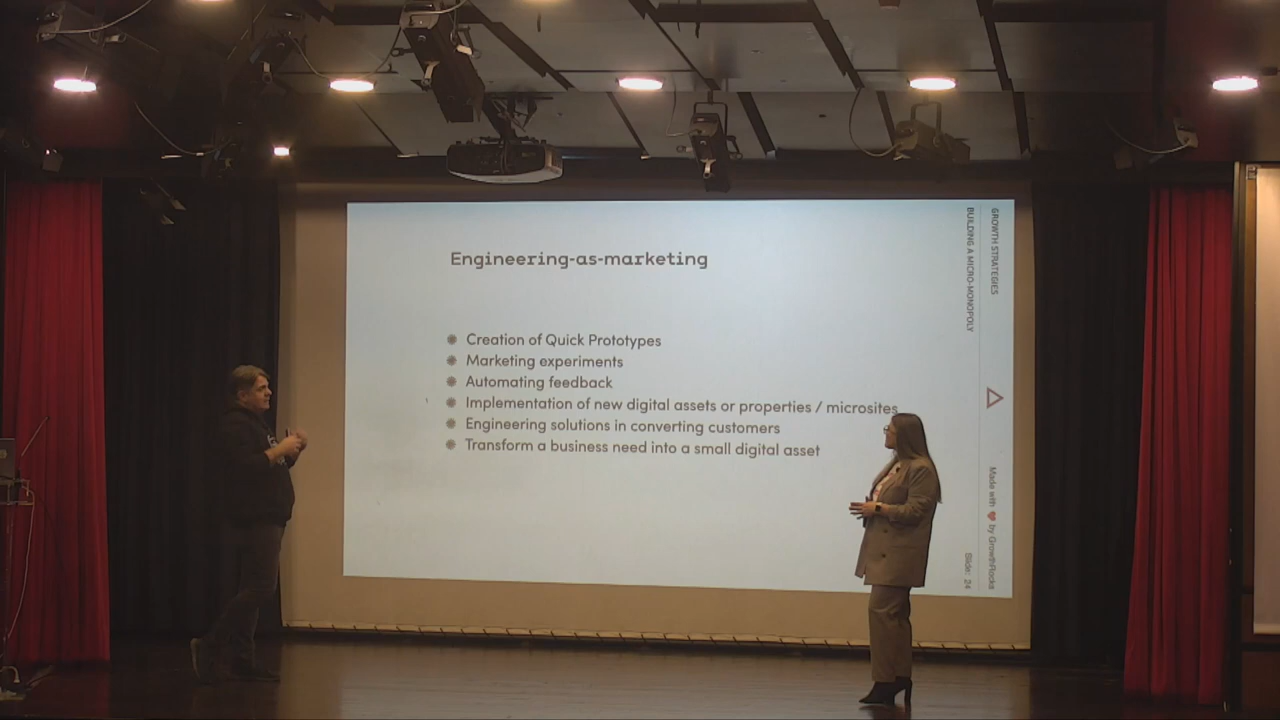 Engineering-as-marketing
Creation of Quick Prototypes
Marketing experiments
Automating feedback
Implementation of new digital assets or properties / microsites
Engineering solutions in converting customers
Transform a business need into a small digital asset
GROWTH STRATEGIES
BUILDING A MICRO-MONOPOLY
Made with ❤ by GrowthRocks
Slide: 24